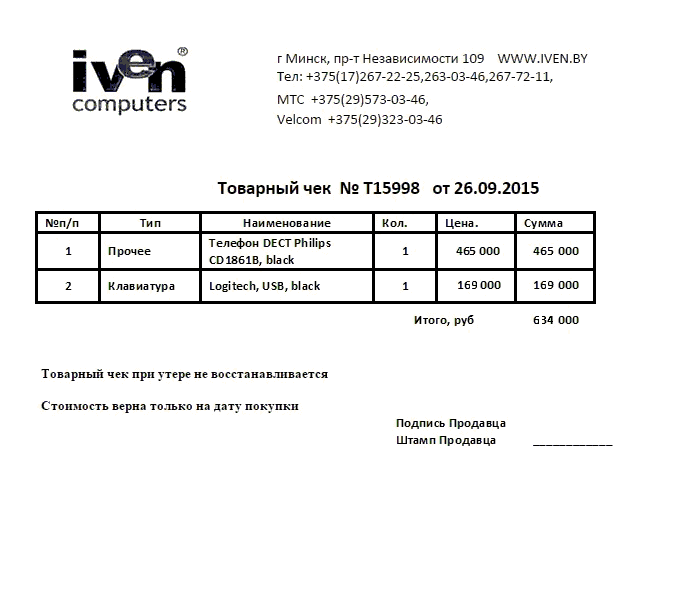 iven®
computers
г Минск, пр-т Независимости 109 WWW.IVEN.BY
Тел: +375(17)267-22-25,263-03-46,267-72-11,
МТС +375(29)573-03-46,
Velcom +375(29)323-03-46
Товарный чек № Т15998 от 26.09.2015
№п/п Тип Наименование Кол. Цена. Сумма
1 Прочее Телефон DECT Philips CD1861B, black 1 465 000 465 000
2 Клавиатура Logitech, USB, black 1 169 000 169 000
Итого, руб 634 000
Товарный чек при утере не восстанавливается
Стоимость верна только на дату покупки
Подпись Продавца
Штамп Продавца ____________